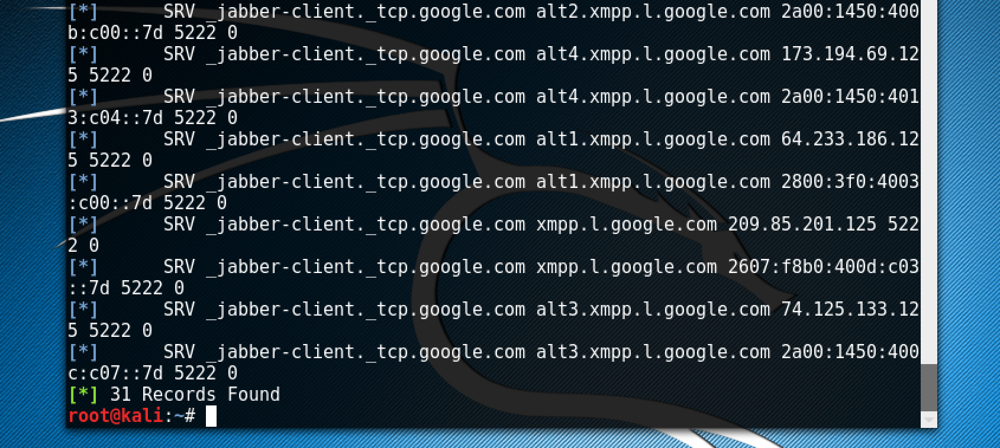 [*]      SRV _jabber-client._tcp.google.com alt2.xmpp.l.google.com 2a00:1450:400
b:c00::7d 5222 0
[*]      SRV _jabber-client._tcp.google.com alt4.xmpp.l.google.com 173.194.69.12
5 5222 0
[*]      SRV _jabber-client._tcp.google.com alt4.xmpp.l.google.com 2a00:1450:401
3:c04::7d 5222 0
[*]      SRV _jabber-client._tcp.google.com alt1.xmpp.l.google.com 64.233.186.12
5 5222 0
[*]      SRV _jabber-client._tcp.google.com alt1.xmpp.l.google.com 2800:3f0:4003
:c00::7d 5222 0
[*]      SRV _jabber-client._tcp.google.com xmpp.l.google.com 209.85.201.125 522
2 0
[*]      SRV _jabber-client._tcp.google.com xmpp.l.google.com 2607:f8b0:400d:c03
::7d 5222 0
[*]      SRV _jabber-client._tcp.google.com alt3.xmpp.l.google.com 74.125.133.12
5 5222 0
[*]      SRV _jabber-client._tcp.google.com alt3.xmpp.l.google.com 2a00:1450:400
c:c07::7d 5222 0
[*] 31 Records Found
root@kali:~#